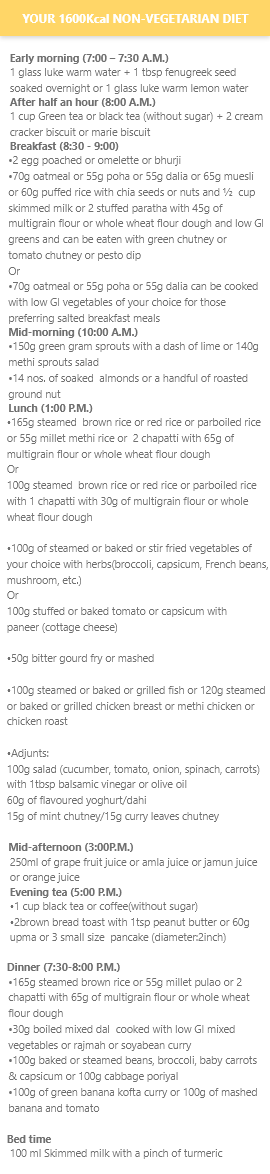 YOUR 1600Kcal NON-VEGETARIAN DIET
Early morning (7:00 – 7:30 A.M.)
1 glass luke warm water + 1 tbsp fenugreek seed
soaked overnight or 1 glass luke warm lemon water
After half an hour (8:00 A.M.)
1 cup Green tea or black tea (without sugar) + 2 cream
cracker biscuit or marie biscuit
Breakfast (8:30 - 9:00)
•2 egg poached or omelette or bhurji
•70g oatmeal or 55g poha or 55g dalia or 65g muesli
or 60g puffed rice with chia seeds or nuts and ½ cup
skimmed milk or 2 stuffed paratha with 45g of
multigrain flour or whole wheat flour dough and low GI
greens and can be eaten with green chutney or
tomato chutney or pesto dip
Or
•70g oatmeal or 55g poha or 55g dalia can be cooked
with low GI vegetables of your choice for those
preferring salted breakfast meals
Mid-morning (10:00 A.M.)
•150g green gram sprouts with a dash of lime or 140g
methi sprouts salad
•14 nos. of soaked almonds or a handful of roasted
ground nut
Lunch (1:00 P.M.)
•165g steamed brown rice or red rice or parboiled rice
or 55g millet methi rice or 2 chapatti with 65g of
multigrain flour or whole wheat flour dough
Or
100g steamed brown rice or red rice or parboiled rice
with 1 chapatti with 30g of multigrain flour or whole
wheat flour dough
•100g of steamed or baked or stir fried vegetables of
your choice with herbs(broccoli, capsicum, French beans,
mushroom, etc.)
Or
100g stuffed or baked tomato or capsicum with
paneer (cottage cheese)
•50g bitter gourd fry or mashed
•100g steamed or baked or grilled fish or 120g steamed
or baked or grilled chicken breast or methi chicken or
chicken roast
•Adjunts:
100g salad (cucumber, tomato, onion, spinach, carrots)
with 1tbsp balsamic vinegar or olive oil
60g of flavoured yoghurt/dahi
15g of mint chutney/15g curry leaves chutney
Mid-afternoon (3:00P.M.)
250ml of grape fruit juice or amla juice or jamun juice
or orange juice
Evening tea (5:00 P.M.)
•1 cup black tea or coffee(without sugar)
•2brown bread toast with 1tsp peanut butter or 60g
upma or 3 small size pancake (diameter:2inch)
Dinner (7:30-8:00 P.M.)
•165g steamed brown rice or 55g millet pulao or 2
chapatti with 65g of multigrain flour or whole wheat
flour dough
•30g boiled mixed dal cooked with low GI mixed
vegetables or rajmah or soyabean curry
•100g baked or steamed beans, broccoli, baby carrots
& capsicum or 100g cabbage poriyal
•100g of green banana kofta curry or 100g of mashed
banana and tomato
Bed time
100 ml Skimmed milk with a pinch of turmeric